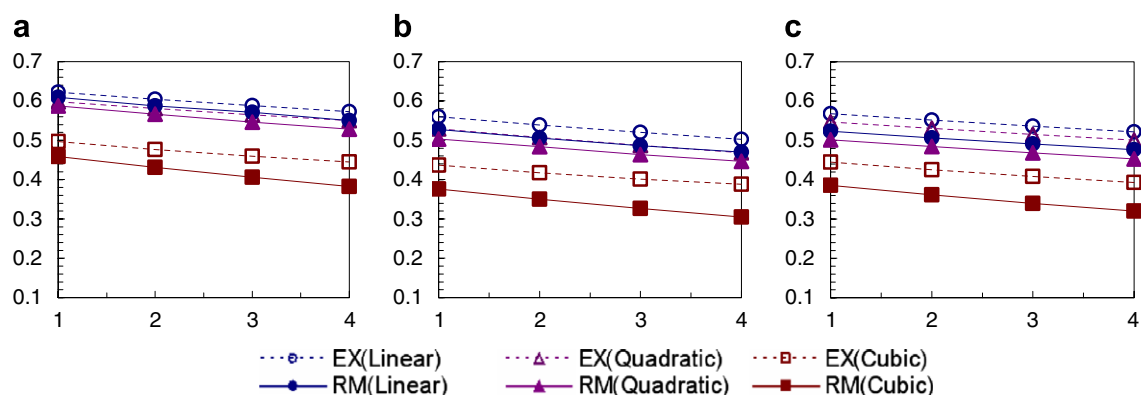 a b c
0.7 0.7 0.7
0.6 0.6 0.6
0.5 0.5 0.5
0.4 0.4 0.4
0.3 0.3 0.3
0.2 0.2 0.2
0.1 0.1 0.1
1 2 3 4 1 2 3 4 1 2 3 4
EX(Linear) EX(Quadratic) EX(Cubic)
RM(Linear) RM(Quadratic) RM(Cubic)